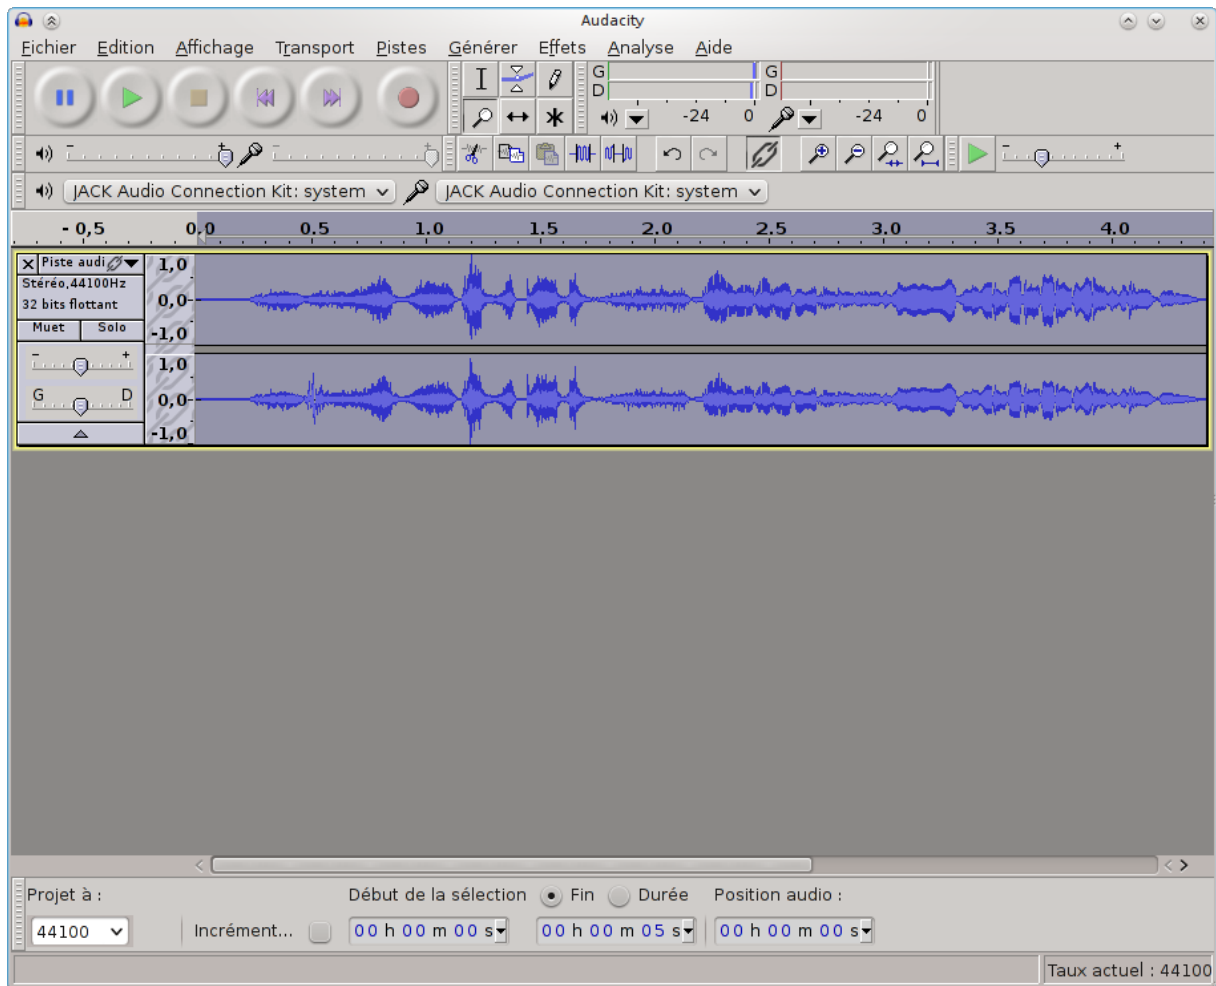 Audacity
Fichier Edition Affichage Transport Pistes Générer Effets Analyse Aide
G G
D D
-24 0 -24 0
- + - + - +
JACK Audio Connection Kit: system JACK Audio Connection Kit: system
- 0,5 0,0 0.5 1.0 1.5 2.0 2.5 3.0 3.5 4.0
Piste audi 1,0
Stéréo,44100Hz
32 bits flottant 0,0-
Muet Solo -1,0
- + 1,0
G D 0,0-
-1,0
Projet à : Début de la sélection Fin Durée Position audio :
44100 Incrément... 00 h 00 m 00 s 00 h 00 m 05 s 00 h 00 m 00 s
Taux actuel : 44100